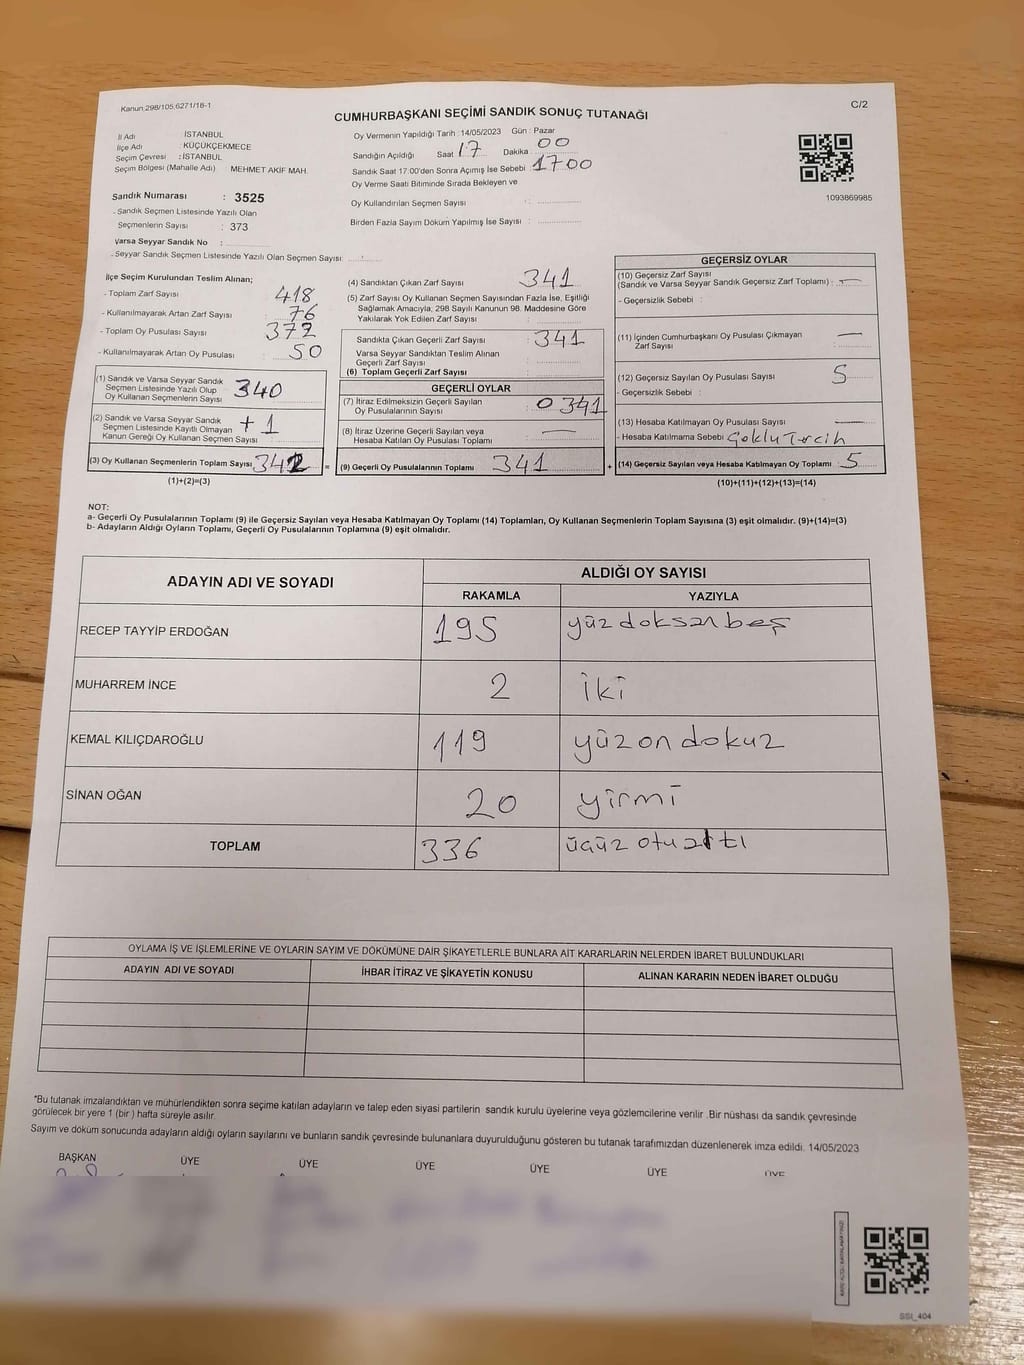 Kanun 298/105,6271/18-1
C/2
CUMHURBAŞKANI SEÇİMİ SANDIK SONUÇ TUTANAĞI
İl Adı : İSTANBUL
İlçe Adı : KÜÇÜKÇEKMECE
Seçim Çevresi : İSTANBUL
Seçim Bölgesi (Mahalle Adı) MEHMET AKİF MAH.
Oy Vermenin Yapıldığı Tarih : 14/05/2023 Gün : Pazar
Sandığın Açıldığı Saat 17 Dakika 00
Sandık Saat 17:00'den Sonra Açımış İse Sebebi : 1700
Oy Verme Saati Bitiminde Sırada Bekleyen ve
Oy Kullandırılan Seçmen Sayısı :
Birden Fazla Sayım Döküm Yapılmış İse Sayısı :
1093869985
Sandık Numarası : 3525
- Sandık Seçmen Listesinde Yazılı Olan
Seçmenlerin Sayısı : 373
Varsa Seyyar Sandık No :
- Seyyar Sandık Seçmen Listesinde Yazılı Olan Seçmen Sayısı:
İlçe Seçim Kurulundan Teslim Alınan;
- Toplam Zarf Sayısı 418
- Kullanılmayarak Artan Zarf Sayısı : 76
- Toplam Oy Pusulası Sayısı : 372
- Kullanılmayarak Artan Oy Pusulası : 50
(1) Sandık ve Varsa Seyyar Sandık
Seçmen Listesinde Yazılı Olup
Oy Kullanan Seçmenlerin Sayısı 340
(2) Sandık ve Varsa Seyyar Sandık
Seçmen Listesinde Kayıtlı Olmayan
Kanun Gereği Oy Kullanan Seçmen Sayısı : +1
(3) Oy Kullanan Seçmenlerin Toplam Sayısı
(1)+(2)=(3)
(4) Sandıktan Çıkan Zarf Sayısı : 341
(5) Zarf Sayısı Oy Kullanan Seçmen Sayısından Fazla İse, Eşitliği
Sağlamak Amacıyla; 298 Sayılı Kanunun 98. Maddesine Göre
Yakılarak Yok Edilen Zarf Sayısı :
Sandıkta Çıkan Geçerli Zarf Sayısı : 341
Varsa Seyyar Sandıktan Teslim Alınan
Geçerli Zarf Sayısı :
(6) Toplam Geçerli Zarf Sayısı :
GEÇERLİ OYLAR
(7) İtiraz Edilmeksizin Geçerli Sayılan
Oy Pusulalarının Sayısı : 0 341
(8) İtiraz Üzerine Geçerli Sayılan veya
Hesaba Katılan Oy Pusulası Toplamı : —
= (9) Geçerli Oy Pusulalarının Toplamı : 341
GEÇERSİZ OYLAR
(10) Geçersiz Zarf Sayısı
(Sandık ve Varsa Seyyar Sandık Geçersiz Zarf Toplamı) : —
- Geçersizlik Sebebi :
(11) İçinden Cumhurbaşkanı Oy Pusulası Çıkmayan
Zarf Sayısı : —
(12) Geçersiz Sayılan Oy Pusulası Sayısı : 5
- Geçersizlik Sebebi :
(13) Hesaba Katılmayan Oy Pusulası Sayısı : —
- Hesaba Katılmama Sebebi : Çoklu Tercih
+ (14) Geçersiz Sayılan veya Hesaba Katılmayan Oy Toplamı : 5
(10)+(11)+(12)+(13)=(14)
NOT:
a- Geçerli Oy Pusulalarının Toplamı (9) ile Geçersiz Sayılan veya Hesaba Katılmayan Oy Toplamı (14) Toplamları, Oy Kullanan Seçmenlerin Toplam Sayısına (3) eşit olmalıdır. (9)+(14)=(3)
b- Adayların Aldığı Oyların Toplamı, Geçerli Oy Pusulalarının Toplamına (9) eşit olmalıdır.
ADAYIN ADI VE SOYADI
ALDIĞI OY SAYISI
RAKAMLA YAZIYLA
RECEP TAYYİP ERDOĞAN 195 yüz doksan beş
MUHARREM İNCE 2 iki
KEMAL KILIÇDAROĞLU 119 yüz on dokuz
SİNAN OĞAN 20 yirmi
TOPLAM 336
OYLAMA İŞ VE İŞLEMLERİNE VE OYLARIN SAYIM VE DÖKÜMÜNE DAİR ŞİKAYETLERLE BUNLARA AİT KARARLARIN NELERDEN İBARET BULUNDUKLARI
ADAYIN ADI VE SOYADI İHBAR İTİRAZ VE ŞİKAYETİN KONUSU ALINAN KARARIN NEDEN İBARET OLDUĞU
*Bu tutanak imzalandıktan ve mühürlendikten sonra seçime katılan adayların ve talep eden siyasi partilerin sandık kurulu üyelerine veya gözlemcilerine verilir .Bir nüshası da sandık çevresinde
görülecek bir yere 1 (bir ) hafta süreyle asılır.
Sayım ve döküm sonucunda adayların aldığı oyların sayılarını ve bunların sandık çevresinde bulunanlara duyurulduğunu gösteren bu tutanak tarafımızdan düzenlenerek imza edildi. 14/05/2023
BAŞKAN ÜYE ÜYE ÜYE ÜYE ÜYE ÜYE
SSI_404